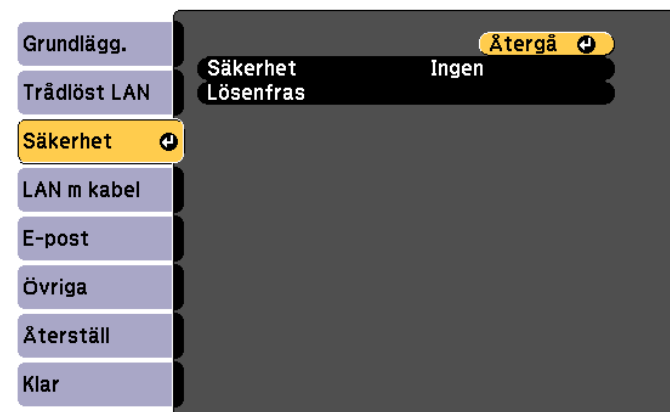 Grundlägg.
Trådlöst LAN
Säkerhet
LAN m kabel
E-post
Övriga
Återställ
Klar
Återgå
Säkerhet Ingen
Lösenfras